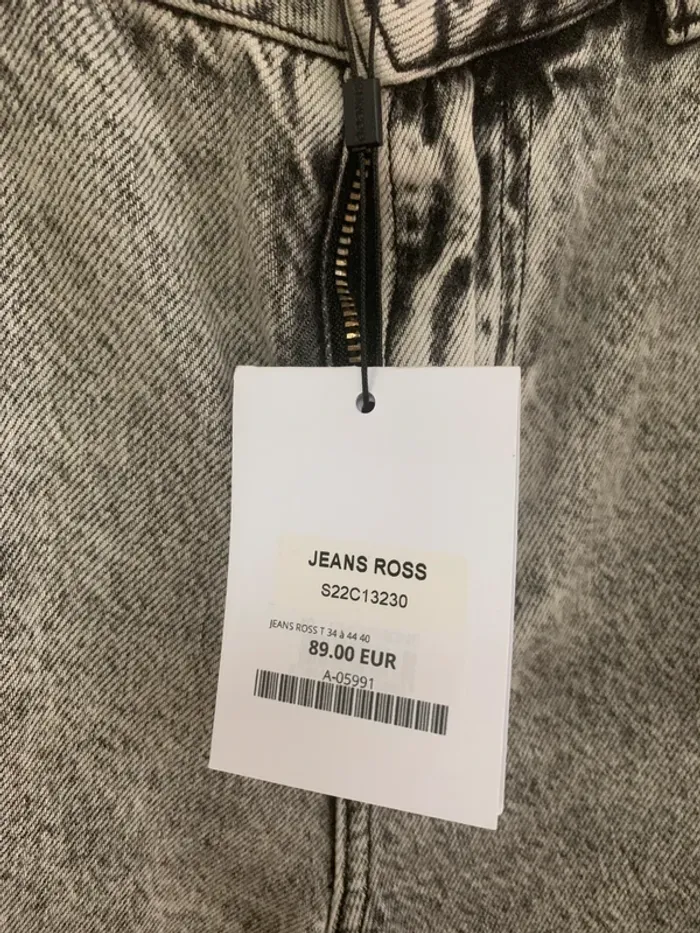 JEANS ROSS
S22C13230
JEANS ROSS T 34 à 44 40
89.00 EUR
A-05991